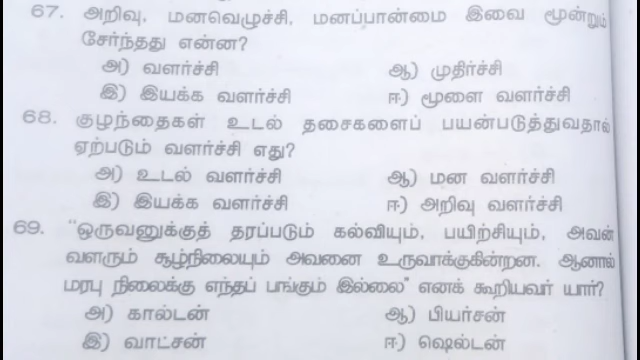 67. அறிவு, மனவெழுச்சி, மனப்பான்மை இவை மூன்றும்
சேர்ந்தது என்ன?
அ) வளர்ச்சி ஆ) முதிர்ச்சி
இ) இயக்க வளர்ச்சி ஈ) மூளை வளர்ச்சி
68. குழந்தைகள் உடல் தசைகளைப் பயன்படுத்துவதால்
ஏற்படும் வளர்ச்சி எது?
அ) உடல் வளர்ச்சி ஆ) மன வளர்ச்சி
இ) இயக்க வளர்ச்சி ஈ) அறிவு வளர்ச்சி
69. "ஒருவனுக்குத் தரப்படும் கல்வியும், பயிற்சியும், அவன்
வளரும் சூழ்நிலையும் அவனை உருவாக்குகின்றன. ஆனால்
மரபு நிலைக்கு எந்தப் பங்கும் இல்லை" எனக் கூறியவர் யார்?
அ) கால்டன் ஆ) பியர்சன்
இ) வாட்சன் ஈ) ஷெல்டன்